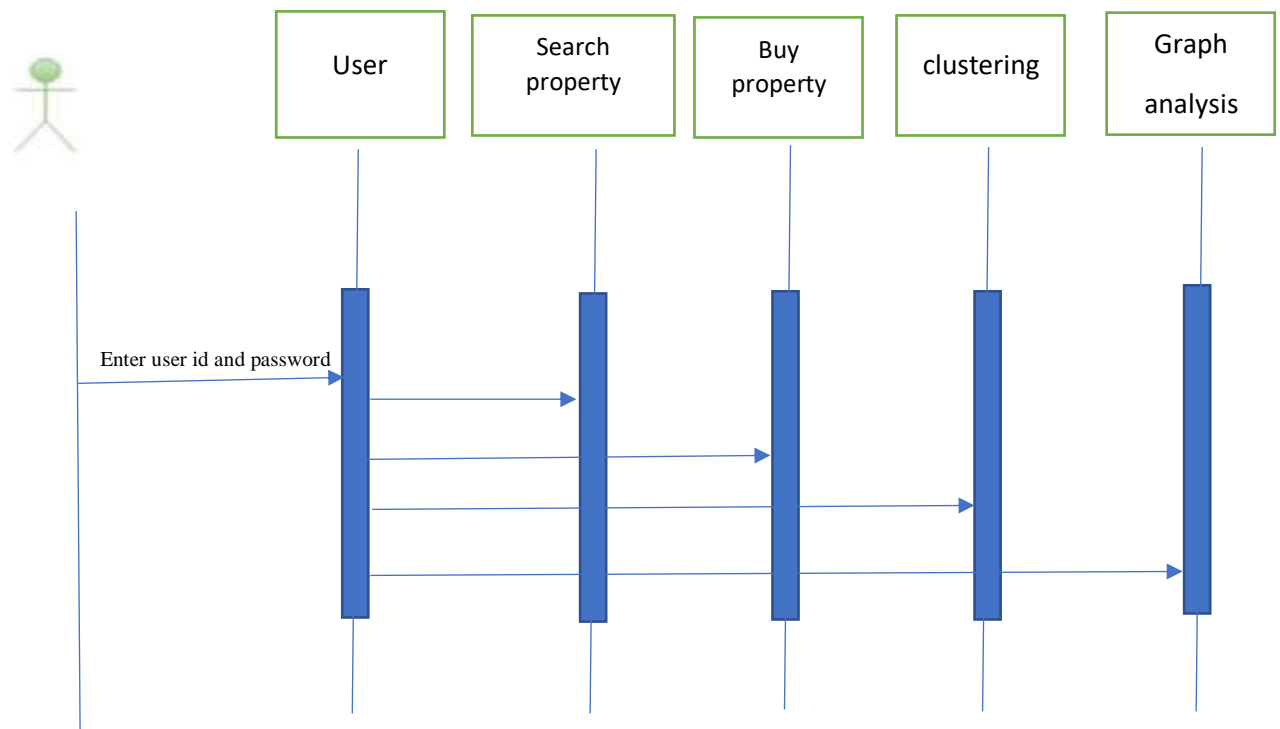 User
Search
property
Buy
property
clustering
Graph
analysis
Enter user id and password